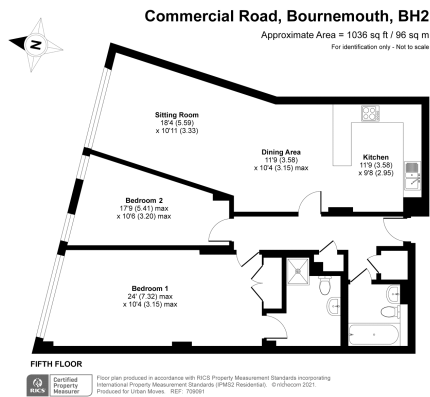 Commercial Road, Bournemouth, BH2
Approximate Area = 1036 sq ft / 96 sq m
For identification only - Not to scale
N
Sitting Room
18'4 (5.59)
x 10'11 (3.33)
Dining Area
11'9 (3.58)
x 10'4 (3.15) max
Kitchen
11'9 (3.58)
x 9'8 (2.95)
Bedroom 2
17'9 (5.41) max
x 10'6 (3.20) max
Bedroom 1
24' (7.32) max
x 10'4 (3.15) max
FIFTH FLOOR
RICS
Certified
Property
Measurer
Floor plan produced in accordance with RICS Property Measurement Standards incorporating
International Property Measurement Standards (IPMS2 Residential). © nichecom 2021.
Produced for Urban Moves. REF: 709091